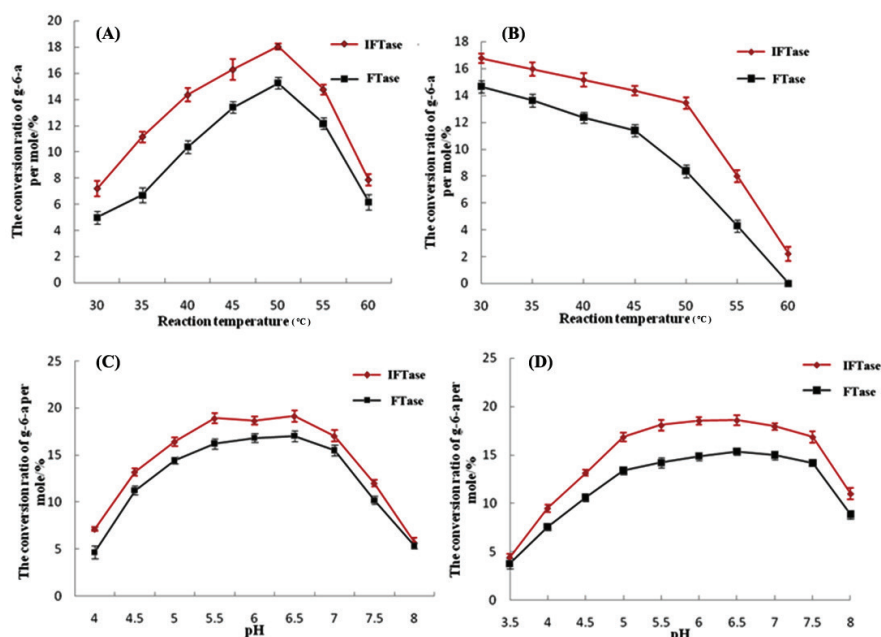 (A)
The conversion ratio of g-6-a
per mole/%
20
18
16
14
12
10
8
6
4
2
0
IFTase
FTase
30 35 40 45 50 55 60
Reaction temperature (°C)
(B)
The conversion ratio of g-6-a
per mole/%
18
16
14
12
10
8
6
4
2
0
IFTase
FTase
30 35 40 45 50 55 60
Reaction temperature (°C)
(C)
The conversion ratio of g-6-a per
mole/%
25
20
15
10
5
0
IFTase
FTase
4 4.5 5 5.5 6 6.5 7 7.5 8
pH
(D)
The conversion ratio of g-6-a per
mole/%
25
20
15
10
5
0
IFTase
FTase
3.5 4 4.5 5 5.5 6 6.5 7 7.5 8
pH